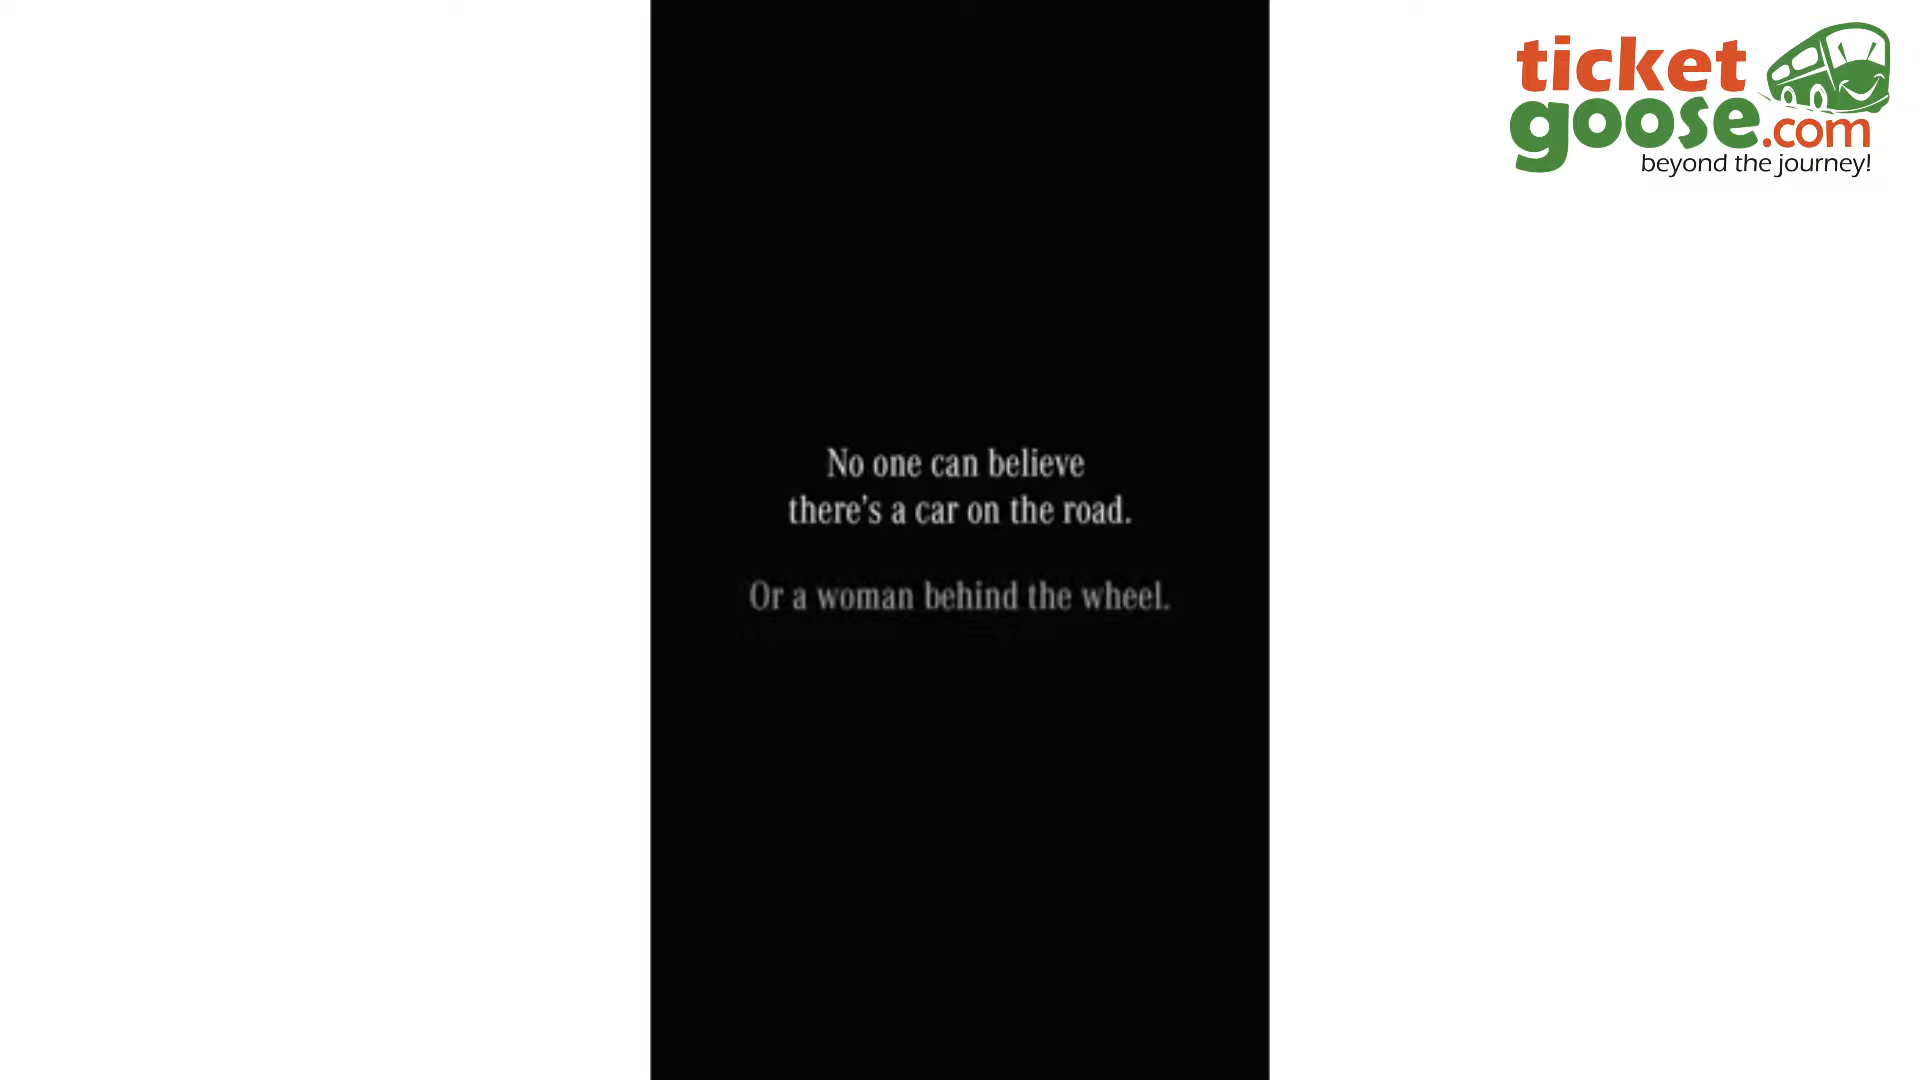 ticket
goose.com
beyond the journey!
No one can believe
there's a car on the road.
Or a woman behind the wheel.